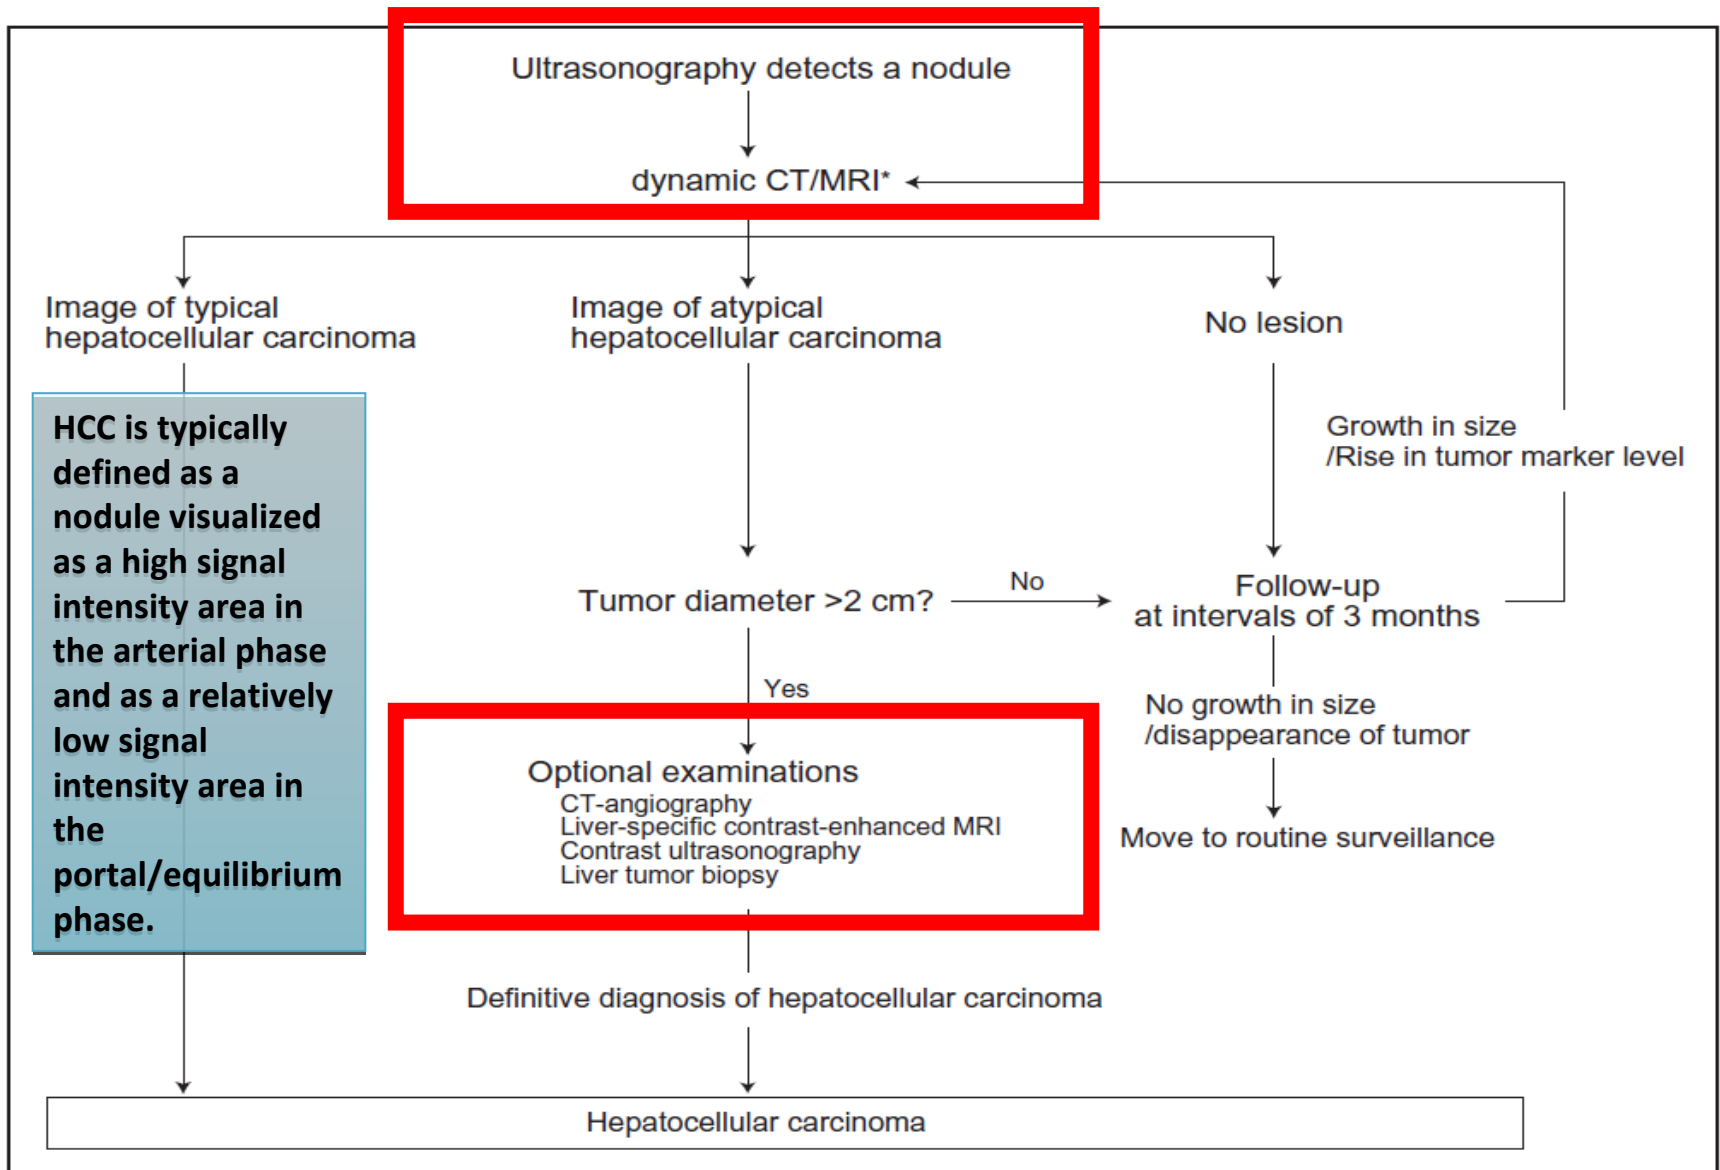 Ultrasonography detects a nodule
dynamic CT/MRI*
Image of typical
hepatocellular carcinoma
Image of atypical
hepatocellular carcinoma
No lesion
HCC is typically
defined as a
nodule visualized
as a high signal
intensity area in
the arterial phase
and as a relatively
low signal
intensity area in
the
portal/equilibrium
phase.
Growth in size
/Rise in tumor marker level
Tumor diameter >2 cm?
No
Follow-up
at intervals of 3 months
Yes
No growth in size
/disappearance of tumor
Optional examinations
CT-angiography
Liver-specific contrast-enhanced MRI
Contrast ultrasonography
Liver tumor biopsy
Move to routine surveillance
Definitive diagnosis of hepatocellular carcinoma
Hepatocellular carcinoma